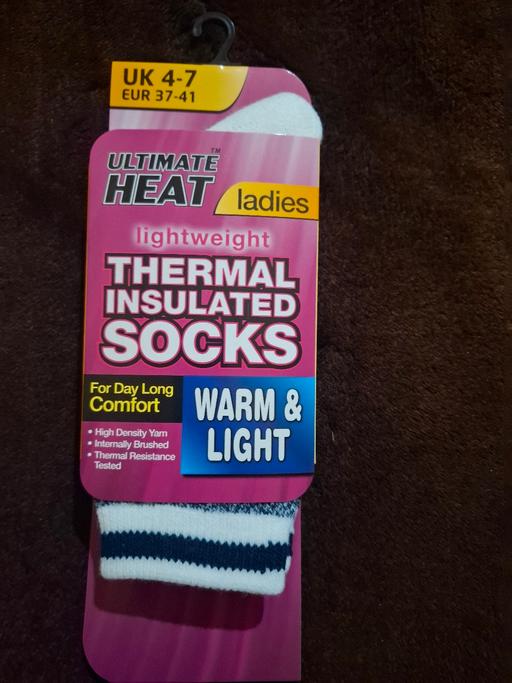 UK 4-7
EUR 37-41
ULTIMATE™
HEAT
ladies
lightweight
THERMAL
INSULATED
SOCKS
For Day Long
Comfort
• High Density Yarn
• Internally Brushed
• Thermal Resistance
Tested
WARM &
LIGHT